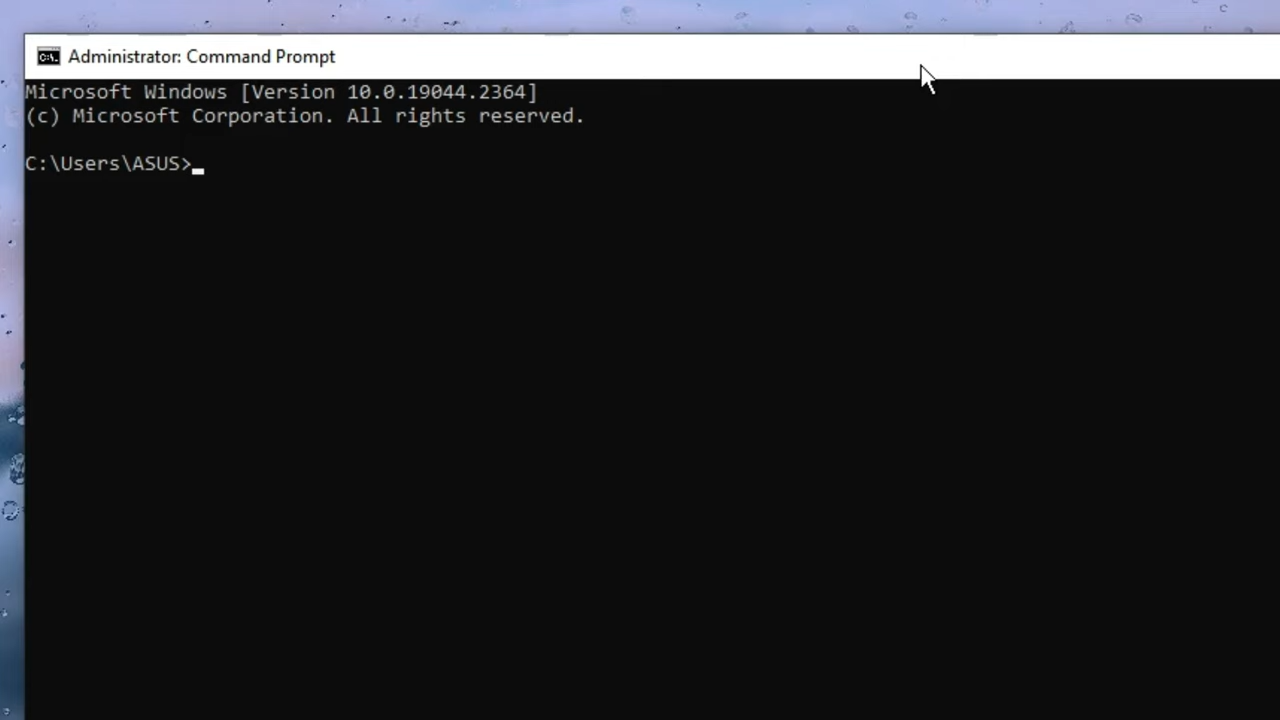 Administrator: Command Prompt
Microsoft Windows [Version 10.0.19044.2364]
(c) Microsoft Corporation. All rights reserved.
C:\Users\ASUS>